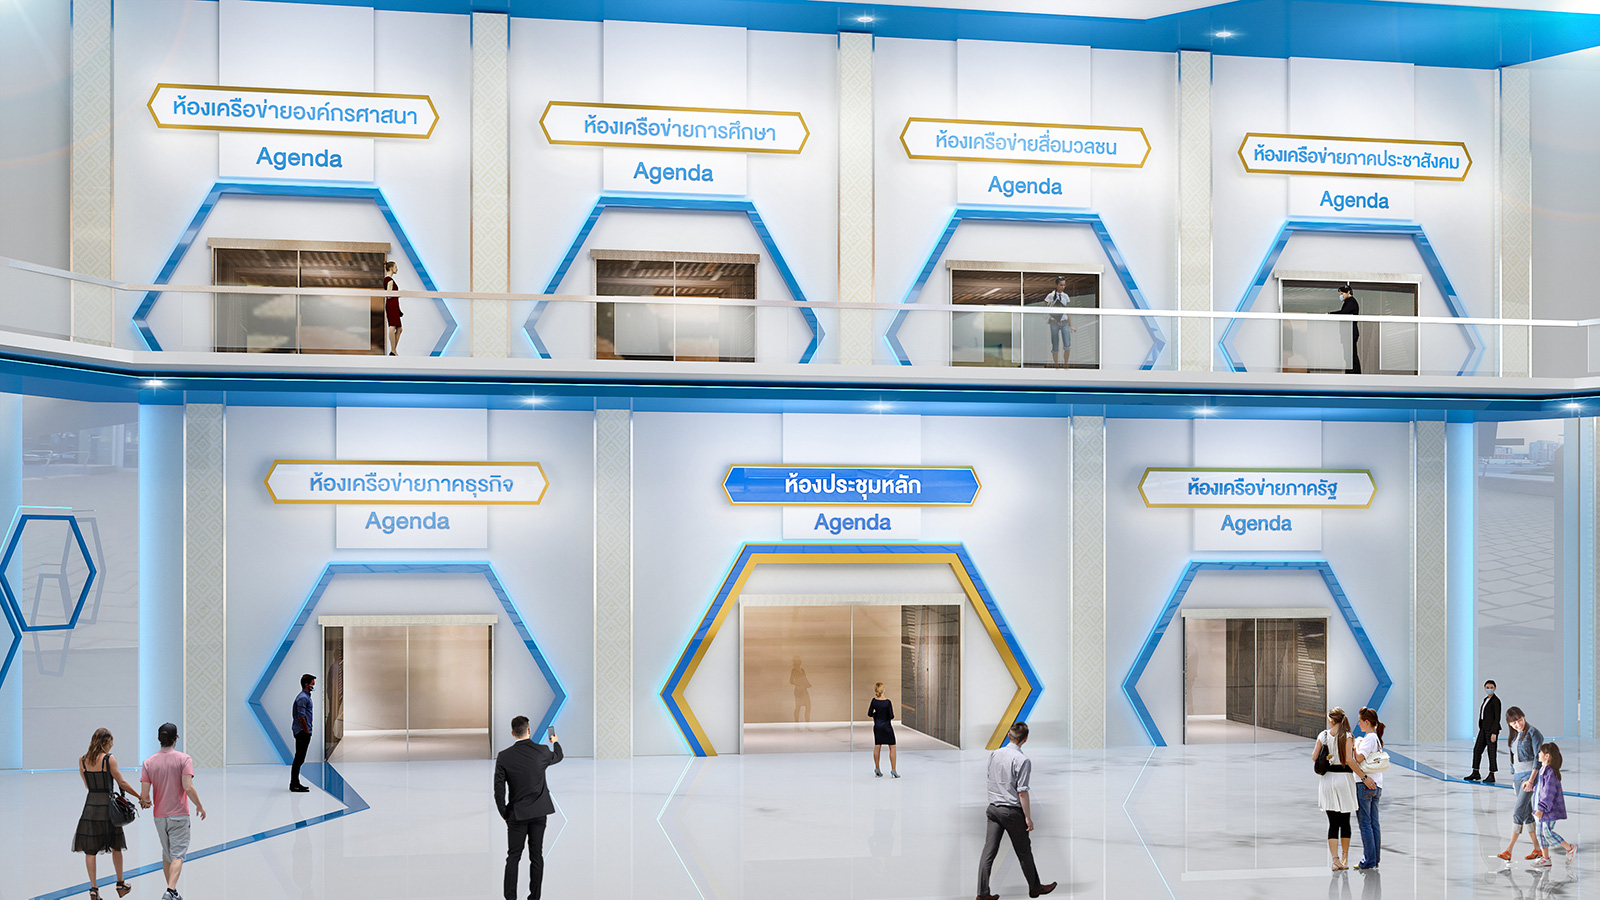 ห้องเครือข่ายองค์กรศาสนา
Agenda
ห้องเครือข่ายการศึกษา
Agenda
ห้องเครือข่ายสื่อมวลชน
Agenda
ห้องเครือข่ายภาคประชาสังคม
Agenda
ห้องเครือข่ายภาคธุรกิจ
Agenda
ห้องประชุมหลัก
Agenda
ห้องเครือข่ายภาครัฐ
Agenda